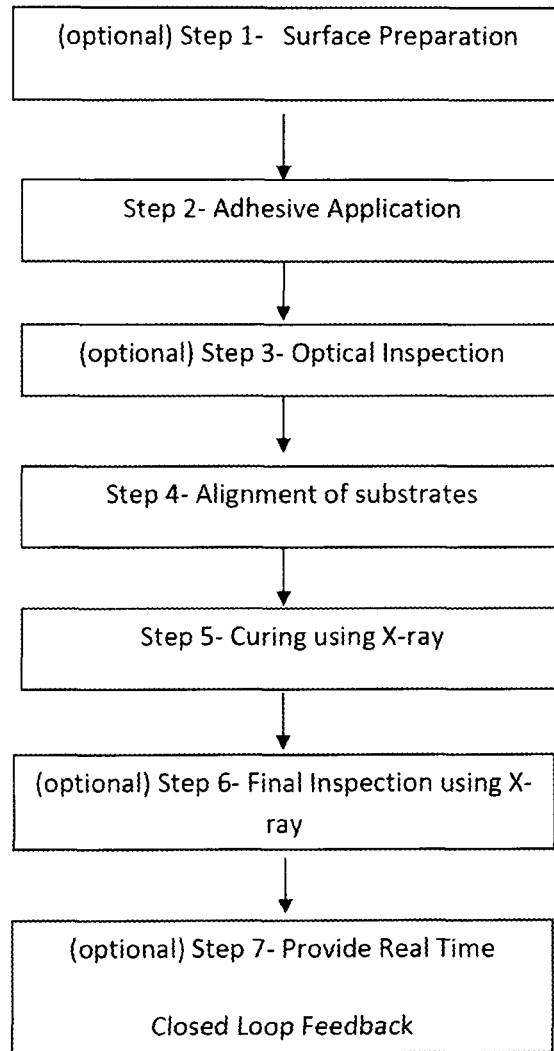 (optional) Step 1-   Surface Preparation
Step 2- Adhesive Application
(optional) Step 3- Optical Inspection
Step 4- Alignment of substrates
Step 5- Curing using X-ray
(optional) Step 6- Final Inspection using X-
ray
(optional) Step 7- Provide Real Time
Closed Loop Feedback